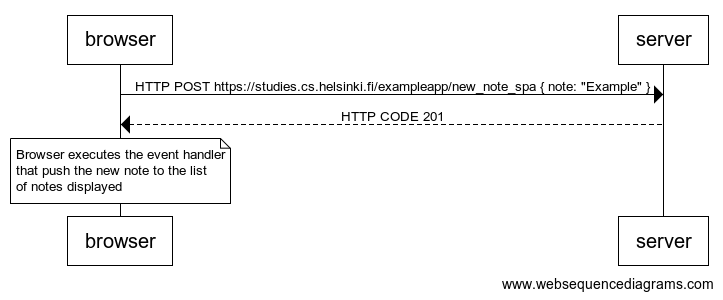 browser
server
HTTP POST https://studies.cs.helsinki.fi/exampleapp/new_note_spa { note: "Example" }
HTTP CODE 201
Browser executes the event handler
that push the new note to the list
of notes displayed
browser
server
www.websequencediagrams.com